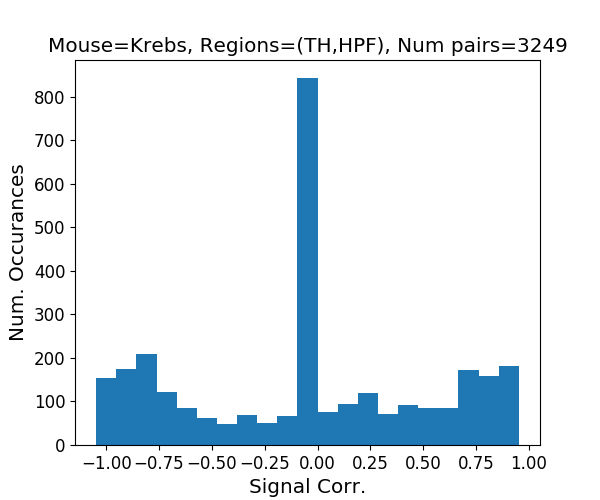 Mouse=Krebs, Regions=(TH,HPF), Num pairs=3249
Num. Occurances
800
700
600
500
400
300
200
100
0
−1.00 −0.75 −0.50 −0.25 0.00 0.25 0.50 0.75 1.00
Signal Corr.